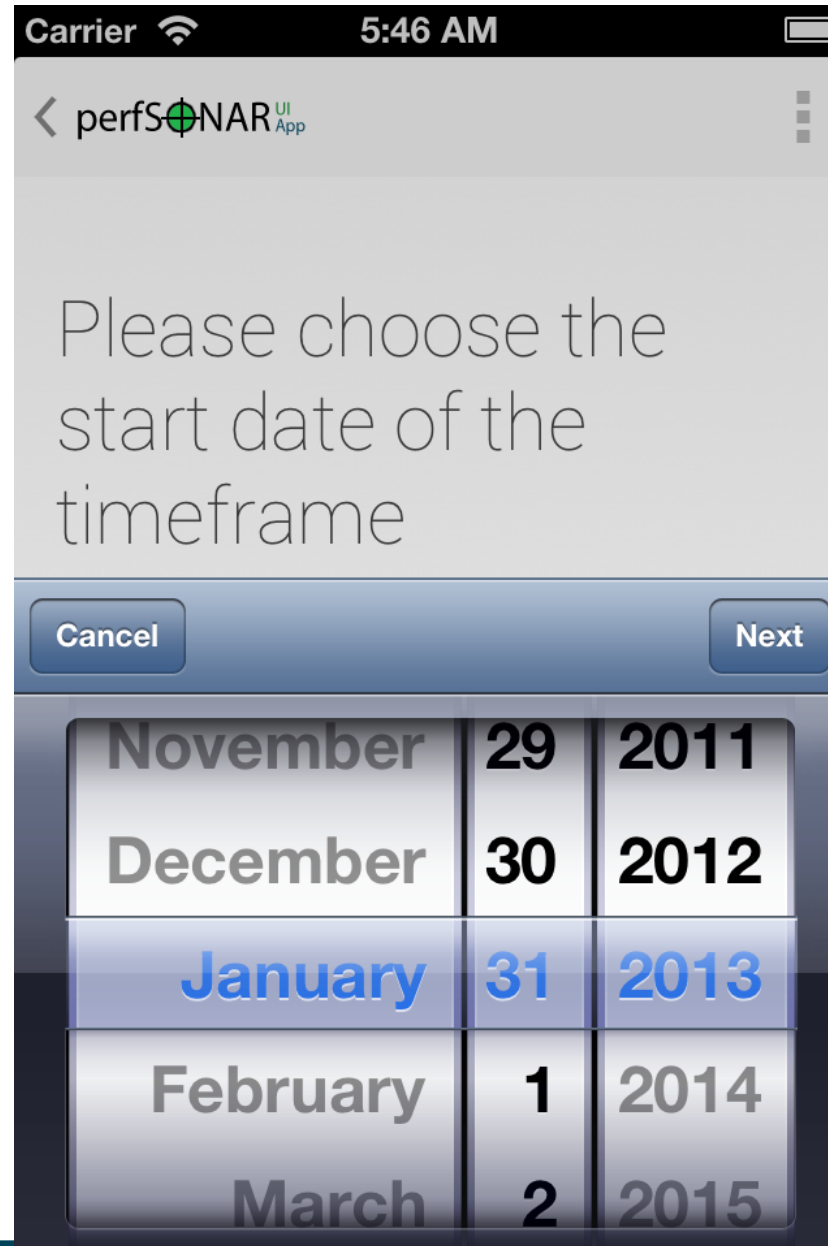 Carrier 5:46 AM
perfSONAR UI App
Please choose the
start date of the
timeframe
Cancel Next
November 29 2011
December 30 2012
January 31 2013
February 1 2014
March 2 2015